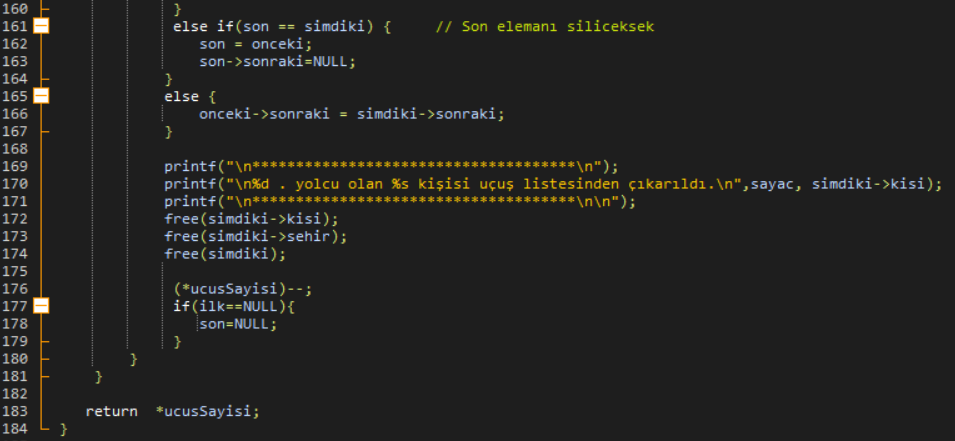 160 }
161 else if(son == simdiki) { // Son elemanı siliceksek
162 son = onceki;
163 son->sonraki=NULL;
164 }
165 else {
166 onceki->sonraki = simdiki->sonraki;
167 }
168
169 printf("\n*************************************\n");
170 printf("\n%d . yolcu olan %s kişisi uçuş listesinden çıkarıldı.\n",sayac, simdiki->kisi);
171 printf("\n*************************************\n\n");
172 free(simdiki->kisi);
173 free(simdiki->sehir);
174 free(simdiki);
175
176 (*ucusSayisi)--;
177 if(ilk==NULL){
178 son=NULL;
179 }
180 }
181 }
182
183 return *ucusSayisi;
184 }